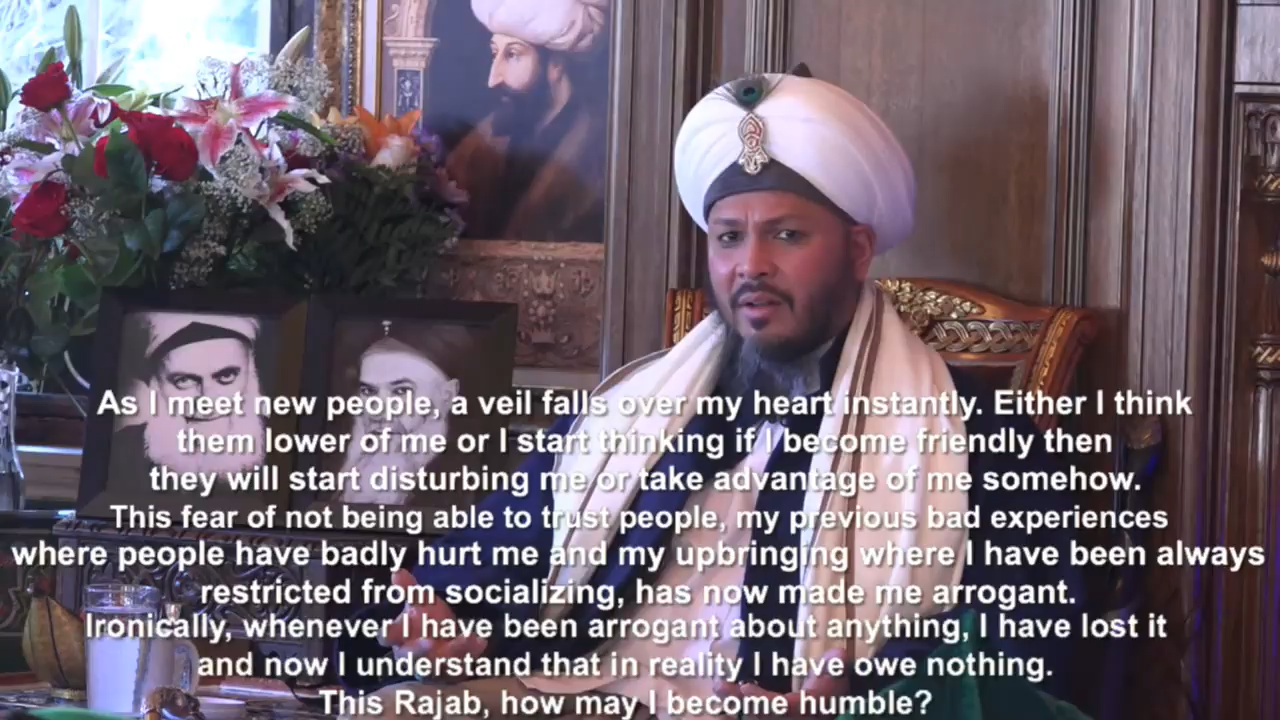 As I meet new people, a veil falls over my heart instantly. Either I think
them lower of me or I start thinking if I become friendly then
they will start disturbing me or take advantage of me somehow.
This fear of not being able to trust people, my previous bad experiences
where people have badly hurt me and my upbringing where I have been always
restricted from socializing, has now made me arrogant.
Ironically, whenever I have been arrogant about anything, I have lost it
and now I understand that in reality I have owe nothing.
This Rajab, how may I become humble?